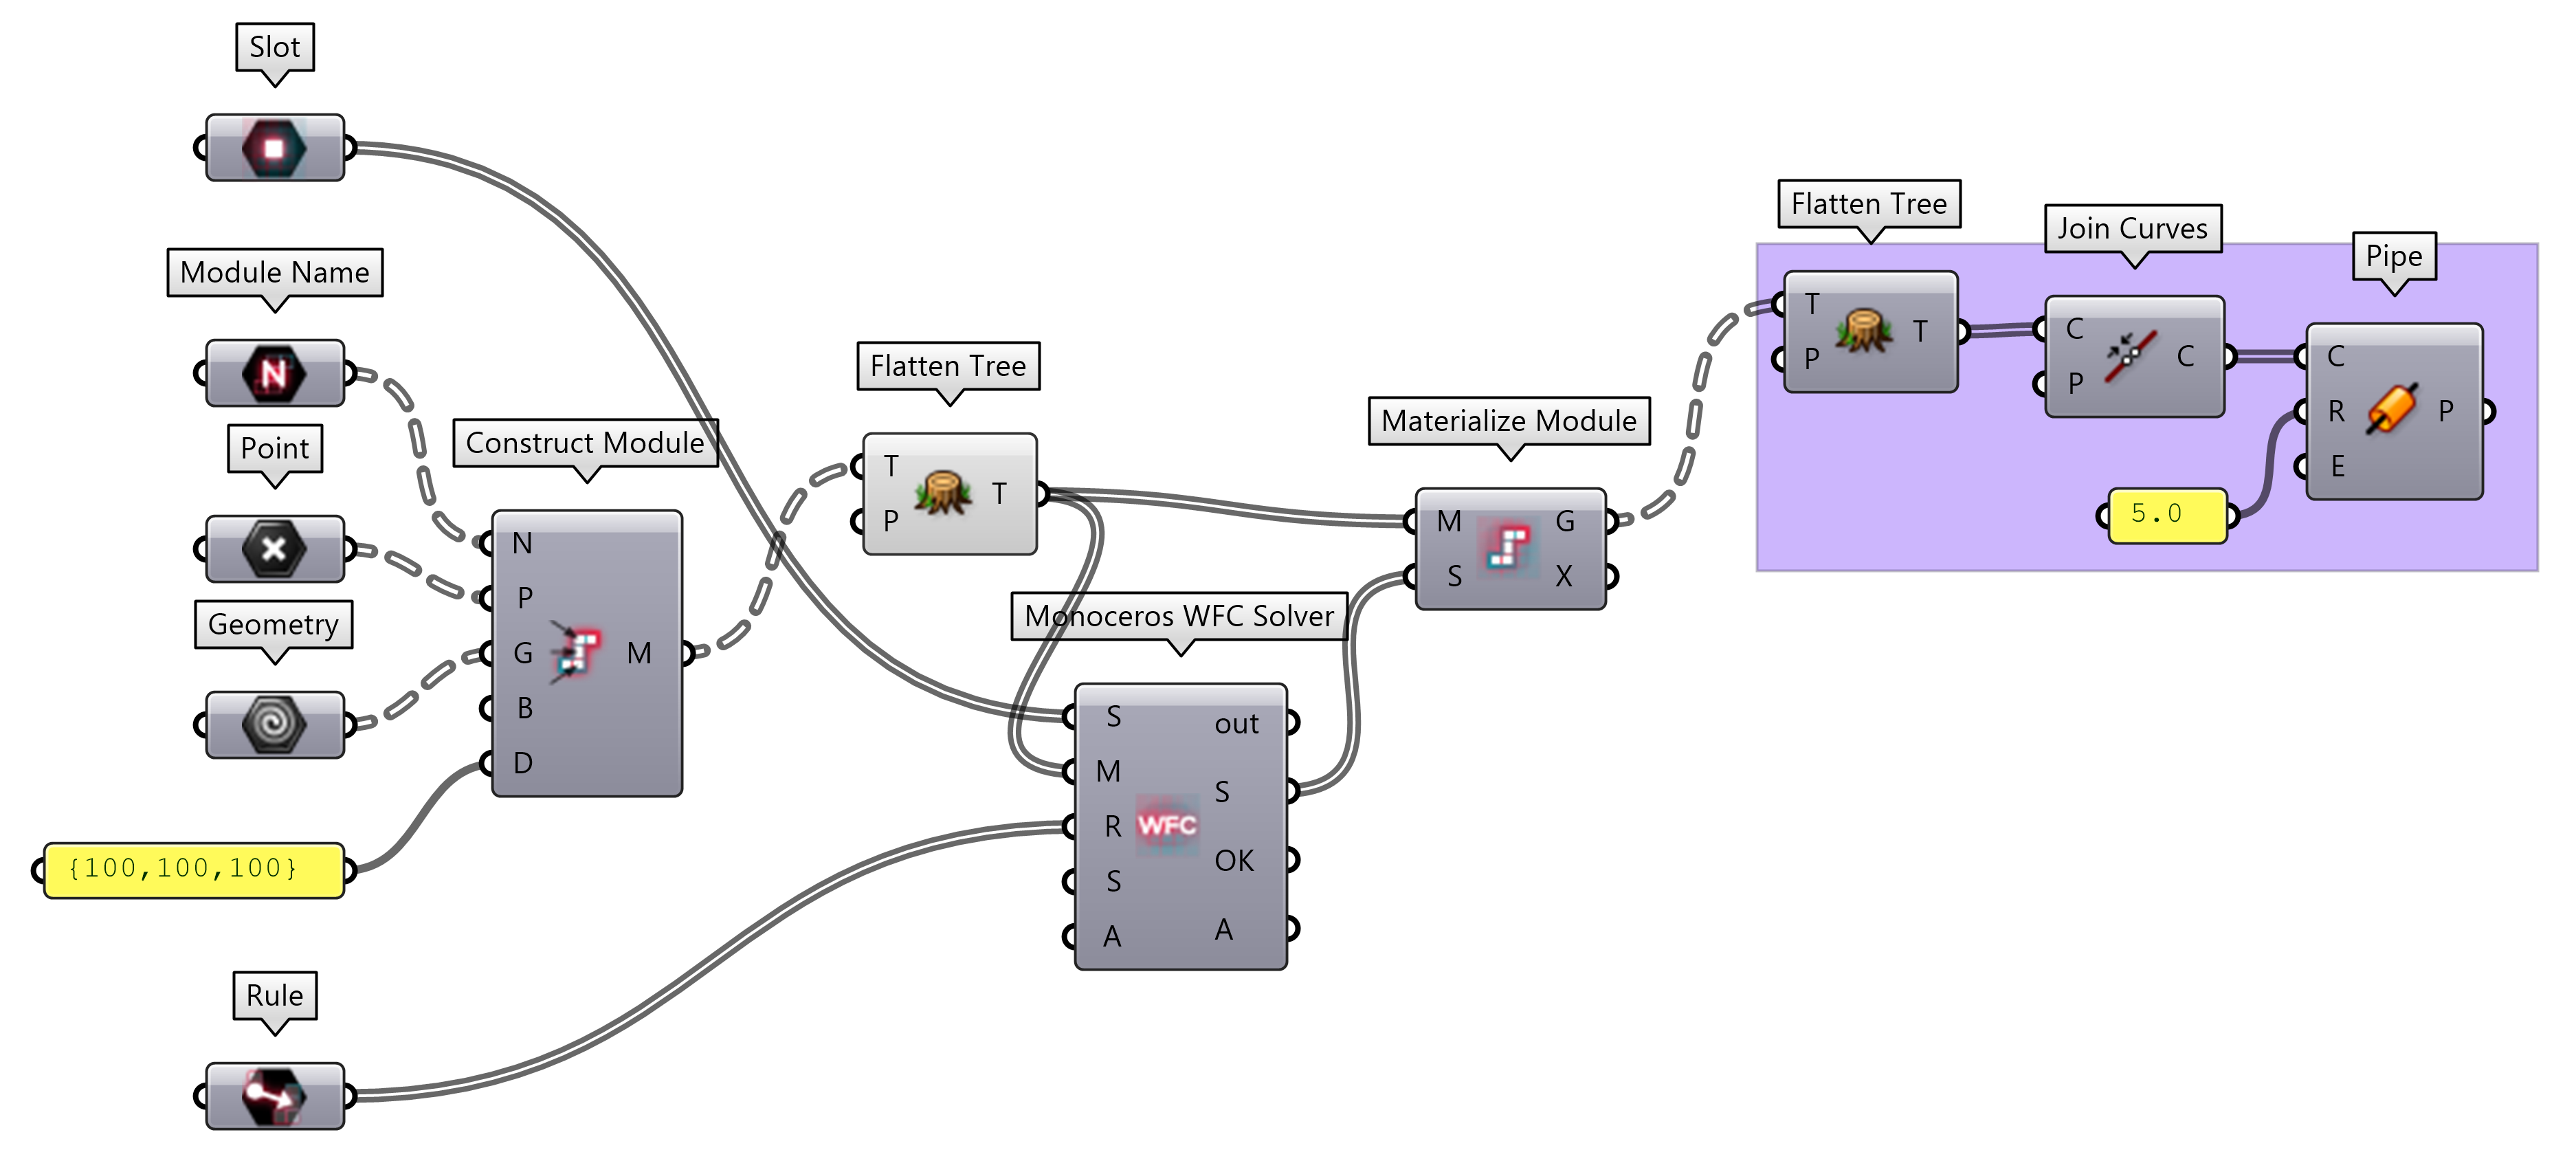 Slot
Module Name
N
Point
Geometry
{100,100,100}
Rule
Construct Module
N
P
G
M
B
D
Flatten Tree
T
T
P
Monoceros WFC Solver
S
out
M
S
R
WFC
OK
S
A
A
Materialize Module
M
G
S
X
Flatten Tree
T
T
P
Join Curves
C
C
P
Pipe
C
R
P
E
5.0